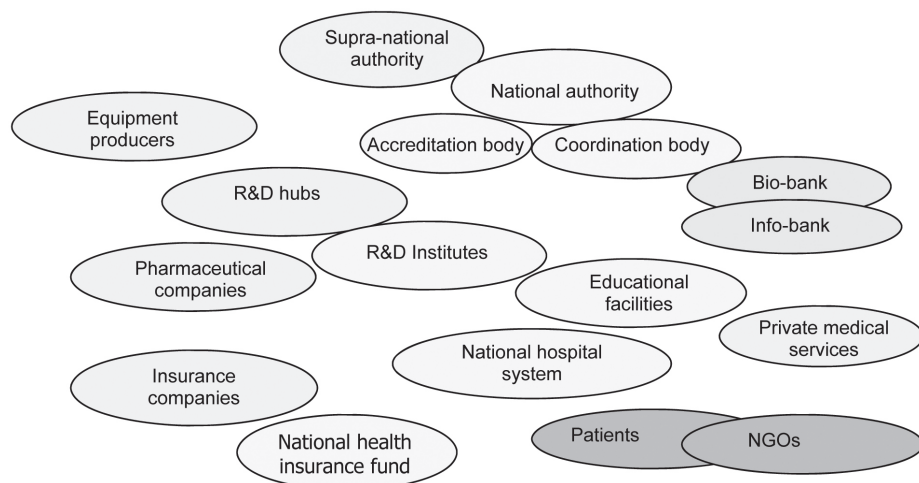 Supra-national
authority
National authority
Equipment
producers
Accreditation body
Coordination body
Bio-bank
R&D hubs
Info-bank
R&D Institutes
Pharmaceutical
companies
Educational
facilities
Private medical
services
National hospital
system
Insurance
companies
Patients
NGOs
National health
insurance fund